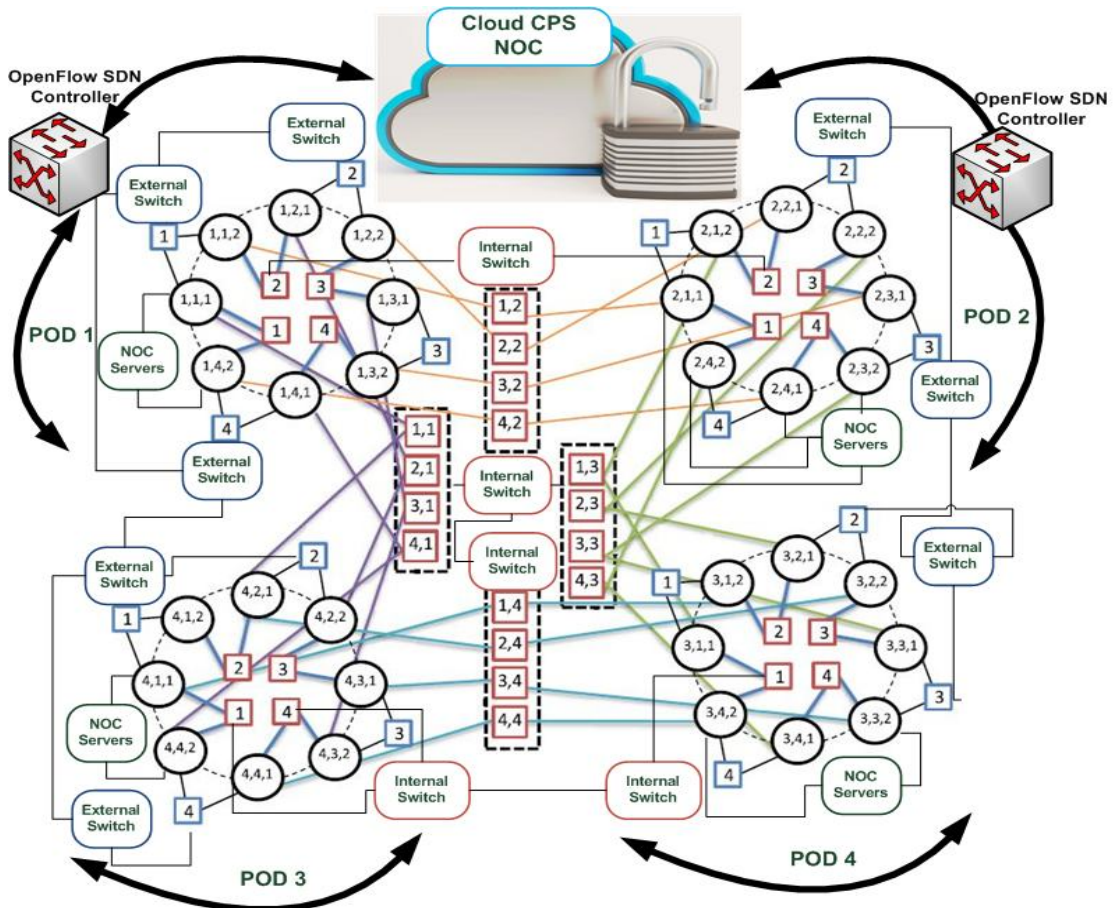 Cloud CPS
NOC
OpenFlow SDN
Controller
External
Switch
External
Switch
External
Switch
OpenFlow SDN
Controller
POD 1
1
2
1,1,2
1,2,1
1,2,2
1,1,1
2
3
1,3,1
1
4
3
1,4,2
1,4,1
1,3,2
4
NOC
Servers
External
Switch
Internal
Switch
1,2
2,2
3,2
4,2
POD 2
1
2
2,1,2
2,2,1
2,2,2
2,1,1
2
3
2,3,1
1
4
3
2,4,2
2,4,1
2,3,2
4
External
Switch
NOC
Servers
1,1
2,1
3,1
4,1
Internal
Switch
1,3
2,3
3,3
4,3
Internal
Switch
1,4
2,4
3,4
4,4
External
Switch
1
2
4,1,2
4,2,1
4,2,2
4,1,1
2
3
4,3,1
1
4
3
4,4,2
4,4,1
4,3,2
4
NOC
Servers
External
Switch
Internal
Switch
POD 3
External
Switch
1
2
3,1,2
3,2,1
3,2,2
3,1,1
2
3
3,3,1
1
4
3
3,4,2
3,4,1
3,3,2
4
Internal
Switch
NOC
Servers
POD 4